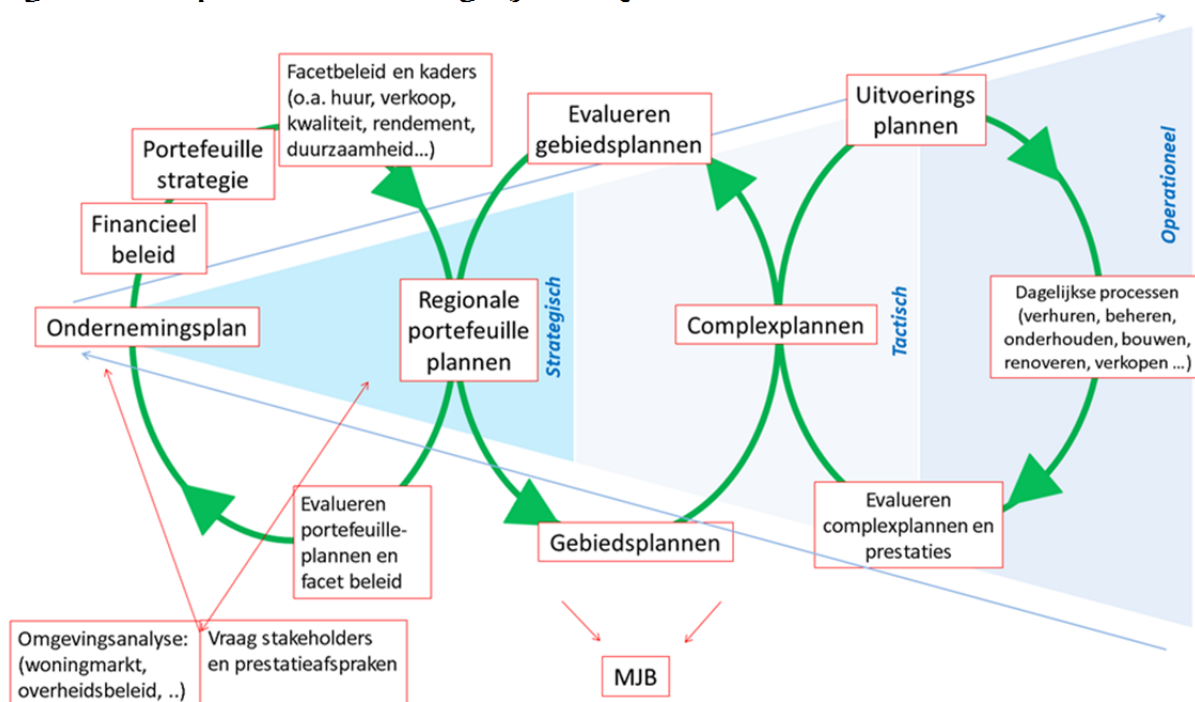 Facetbeleid en kaders
(o.a. huur, verkoop,
kwaliteit, rendement,
duurzaamheid...)
Portefeuille
strategie
Financieel
beleid
Ondernemingsplan
Evalueren
gebiedsplannen
Uitvoerings
plannen
Operationeel
Regionale
portefeuille
plannen
Strategisch
Complexplannen
Tactisch
Dagelijkse processen
(verhuren, beheren,
onderhouden, bouwen,
renoveren, verkopen ...)
Evalueren
portefeuille-
plannen en
facet beleid
Gebiedsplannen
Evalueren
complexplannen en
prestaties
Omgevingsanalyse:
(woningmarkt,
overheidsbeleid, ..)
Vraag stakeholders
en prestatieafspraken
MJB